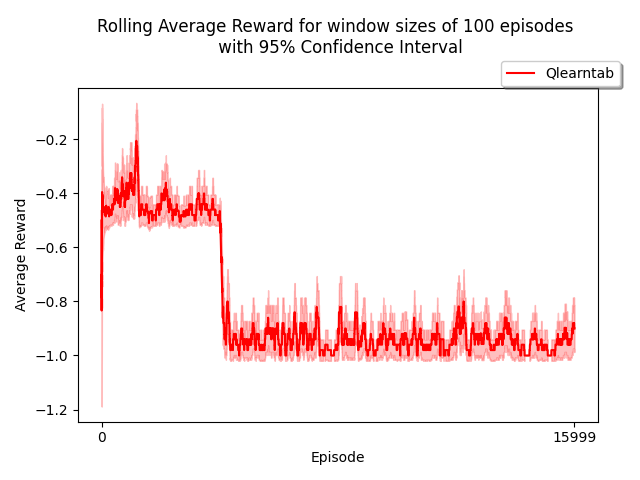 Rolling Average Reward for window sizes of 100 episodes
with 95% Confidence Interval
Qlearntab
−0.2
−0.4
−0.6
−0.8
−1.0
−1.2
Average Reward
0
15999
Episode